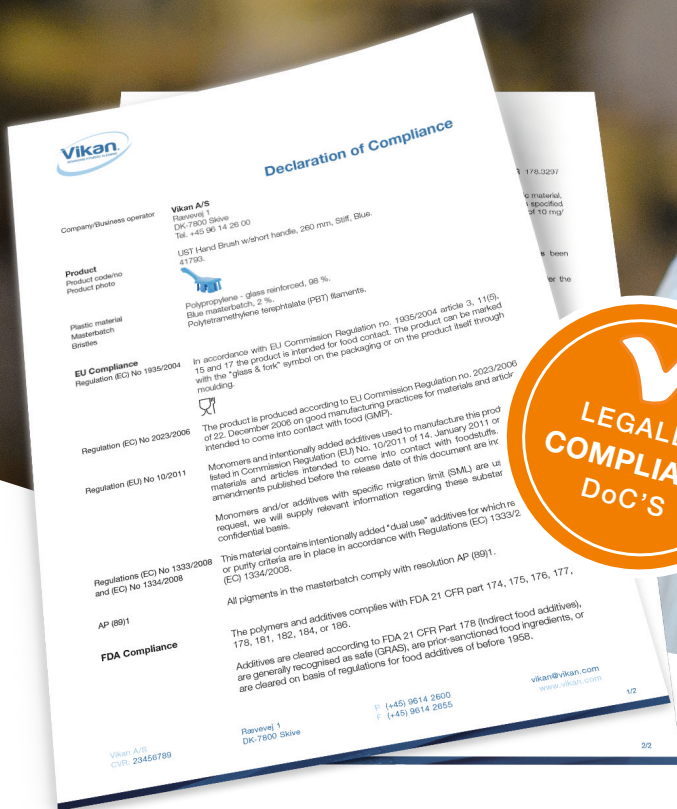 Vikan
Declaration of Compliance
Company/Business operator
Vikan A/S
Rævevej 1
DK-7800 Skive
Tel. +45 96 14 26 00
Product
Product code/no
Product photo
UST Hand Brush w/short handle, 260 mm, Stiff, Blue.
41793.
Plastic material
Masterbatch
Bristles
Polypropylene - glass reinforced, 98 %,
Blue masterbatch, 2 %,
Polytetramethylene terephtalate (PBT) filaments,
EU Compliance
Regulation (EC) No 1935/2004
In accordance with EU Commission Regulation no. 1935/2004 article 3, 11(5),
15 and 17 the product is intended for food contact. The product can be marked
with the "glass & fork" symbol on the packaging or on the product itself through
moulding.
Regulation (EC) No 2023/2006
The product is produced according to EU Commission Regulation no. 2023/2006
of 22. December 2006 on good manufacturing practices for materials and article
intended to come into contact with food (GMP).
Regulation (EU) No 10/2011
Monomers and intentionally added additives used to manufacture this prod
listed in Commission Regulation (EU) No. 10/2011 of 14. January 2011 or
materials and articles intended to come into contact with foodstuffs.
amendments published before the release date of this document are inc
Monomers and/or additives with specific migration limit (SML) are us
request, we will supply relevant information regarding these substan
confidential basis.
Regulations (EC) No 1333/2008
and (EC) No 1334/2008
This material contains intentionally added "dual use" additives for which re
or purity criteria are in place in accordance with Regulations (EC) 1333/2
(EC) 1334/2008.
AP (89)1
All pigments in the masterbatch comply with resolution AP (89)1.
FDA Compliance
The polymers and additives complies with FDA 21 CFR part 174, 175, 176, 177,
178, 181, 182, 184, or 186.
Additives are cleared according to FDA 21 CFR Part 178 (Indirect food additives),
are generally recognised as safe (GRAS), are prior-sanctioned food ingredients, or
are cleared on basis of regulations for food additives of before 1958.
Vikan A/S
CVR. 23456789
Rævevej 1
DK-7800 Skive
P (+45) 9614 2600
F (+45) 9614 2655
vikan@vikan.com
www.vikan.com
1/2
178.3297
c material,
specified
of 10 mg/
s been
er the
2/2
LEGALL
COMPLIA
DoC'S